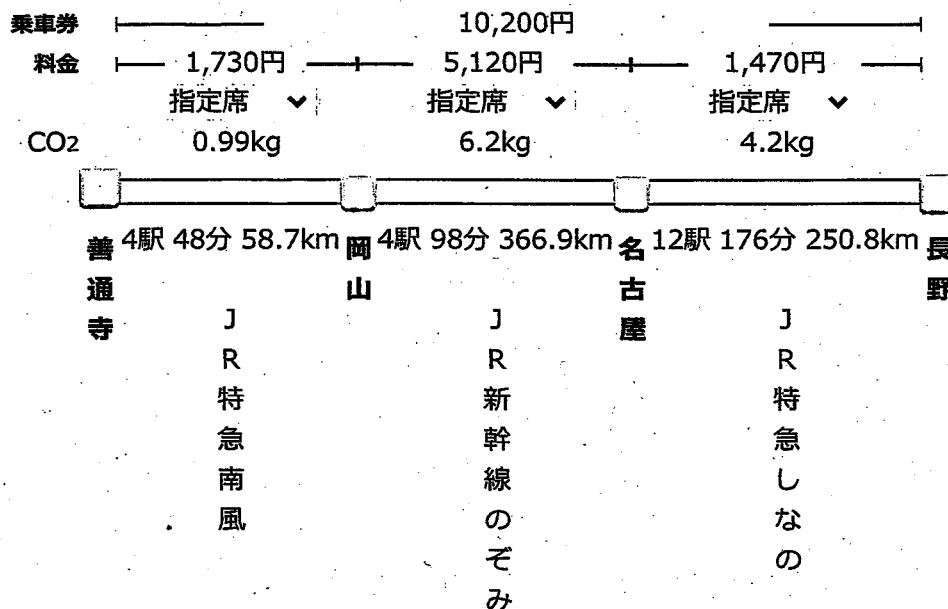 乗車券 10,200円
料金 1,730円 5,120円 1,470円
指定席 指定席 指定席
CO2 0.99kg 6.2kg 4.2kg
4駅 48分 58.7km 4駅 98分 366.9km 12駅 176分 250.8km
善通寺 岡山 名古屋 長野
JR特急南風
JR新幹線のぞみ
JR特急しなの